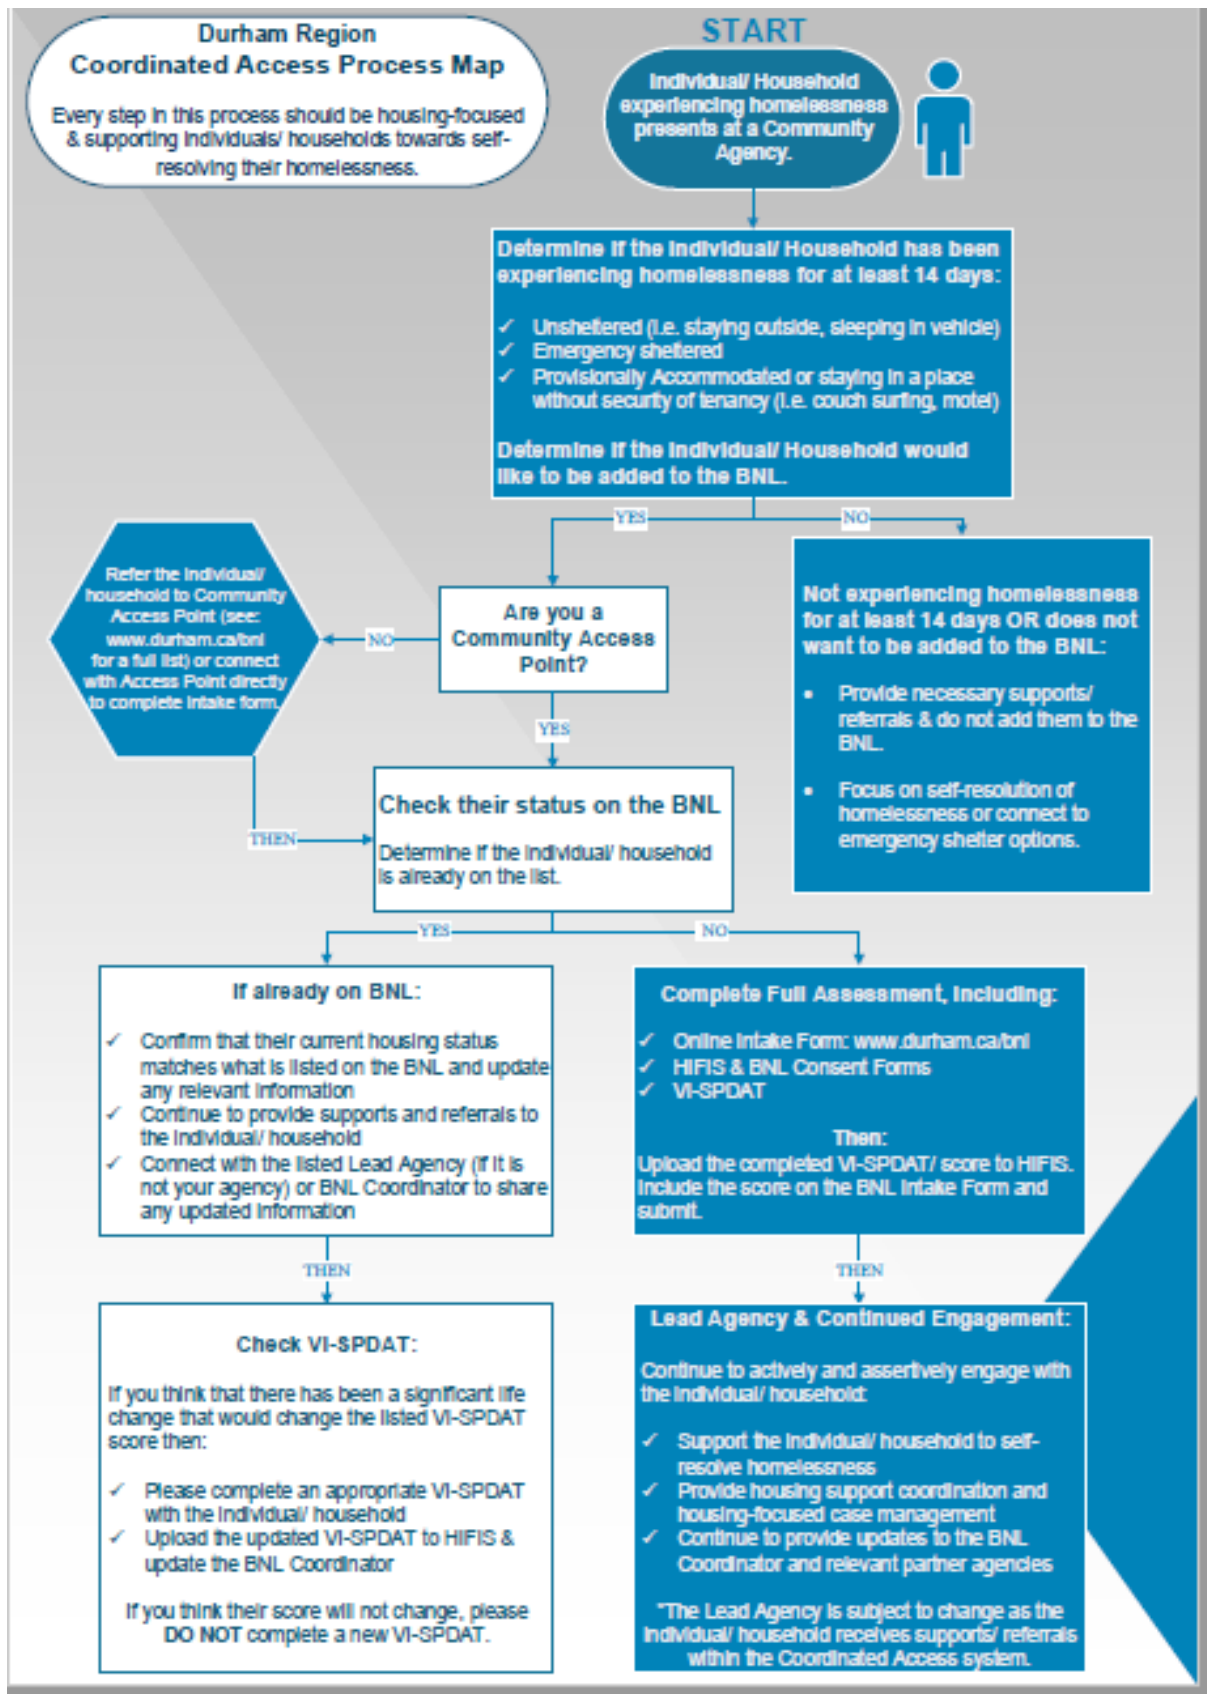 Durham Region
Coordinated Access Process Map
Every step in this process should be housing-focused
& supporting individuals/ households towards self-
resolving their homelessness.
START
Individual/ Household
experiencing homelessness
presents at a Community
Agency.
Determine if the Individual/ Household has been
experiencing homelessness for at least 14 days:
✓ Unsheltered (i.e. staying outside, sleeping in vehicle)
✓ Emergency sheltered
✓ Provisionally Accommodated or staying in a place
without security of tenancy (i.e. couch surfing, motel)
Determine if the Individual/ Household would
like to be added to the BNL.
YES
NO
Refer the Individual/
household to Community
Access Point (see:
www.durham.ca/bnl
for a full list) or connect
with Access Point directly
to complete intake form.
NO
Are you a
Community Access
Point?
Not experiencing homelessness
for at least 14 days OR does not
want to be added to the BNL:
• Provide necessary supports/
referrals & do not add them to the
BNL.
• Focus on self-resolution of
homelessness or connect to
emergency shelter options.
YES
THEN
Check their status on the BNL
Determine if the individual/ household
is already on the list.
YES
NO
If already on BNL:
✓ Confirm that their current housing status
matches what is listed on the BNL and update
any relevant information
✓ Continue to provide supports and referrals to
the individual/ household
✓ Connect with the listed Lead Agency (if it is
not your agency) or BNL Coordinator to share
any updated information
Complete Full Assessment, including:
✓ Online Intake Form: www.durham.ca/bnl
✓ HIFIS & BNL Consent Forms
✓ VI-SPDAT
Then:
Upload the completed VI-SPDAT/ score to HIFIS.
Include the score on the BNL Intake Form and
submit.
THEN
THEN
Check VI-SPDAT:
If you think that there has been a significant life
change that would change the listed VI-SPDAT
score then:
✓ Please complete an appropriate VI-SPDAT
with the individual/ household
✓ Upload the updated VI-SPDAT to HIFIS &
update the BNL Coordinator
If you think their score will not change, please
DO NOT complete a new VI-SPDAT.
Lead Agency & Continued Engagement:
Continue to actively and assertively engage with
the individual/ household:
✓ Support the individual/ household to self-
resolve homelessness
✓ Provide housing support coordination and
housing-focused case management
✓ Continue to provide updates to the BNL
Coordinator and relevant partner agencies
*The Lead Agency is subject to change as the
individual/ household receives supports/ referrals
within the Coordinated Access system.